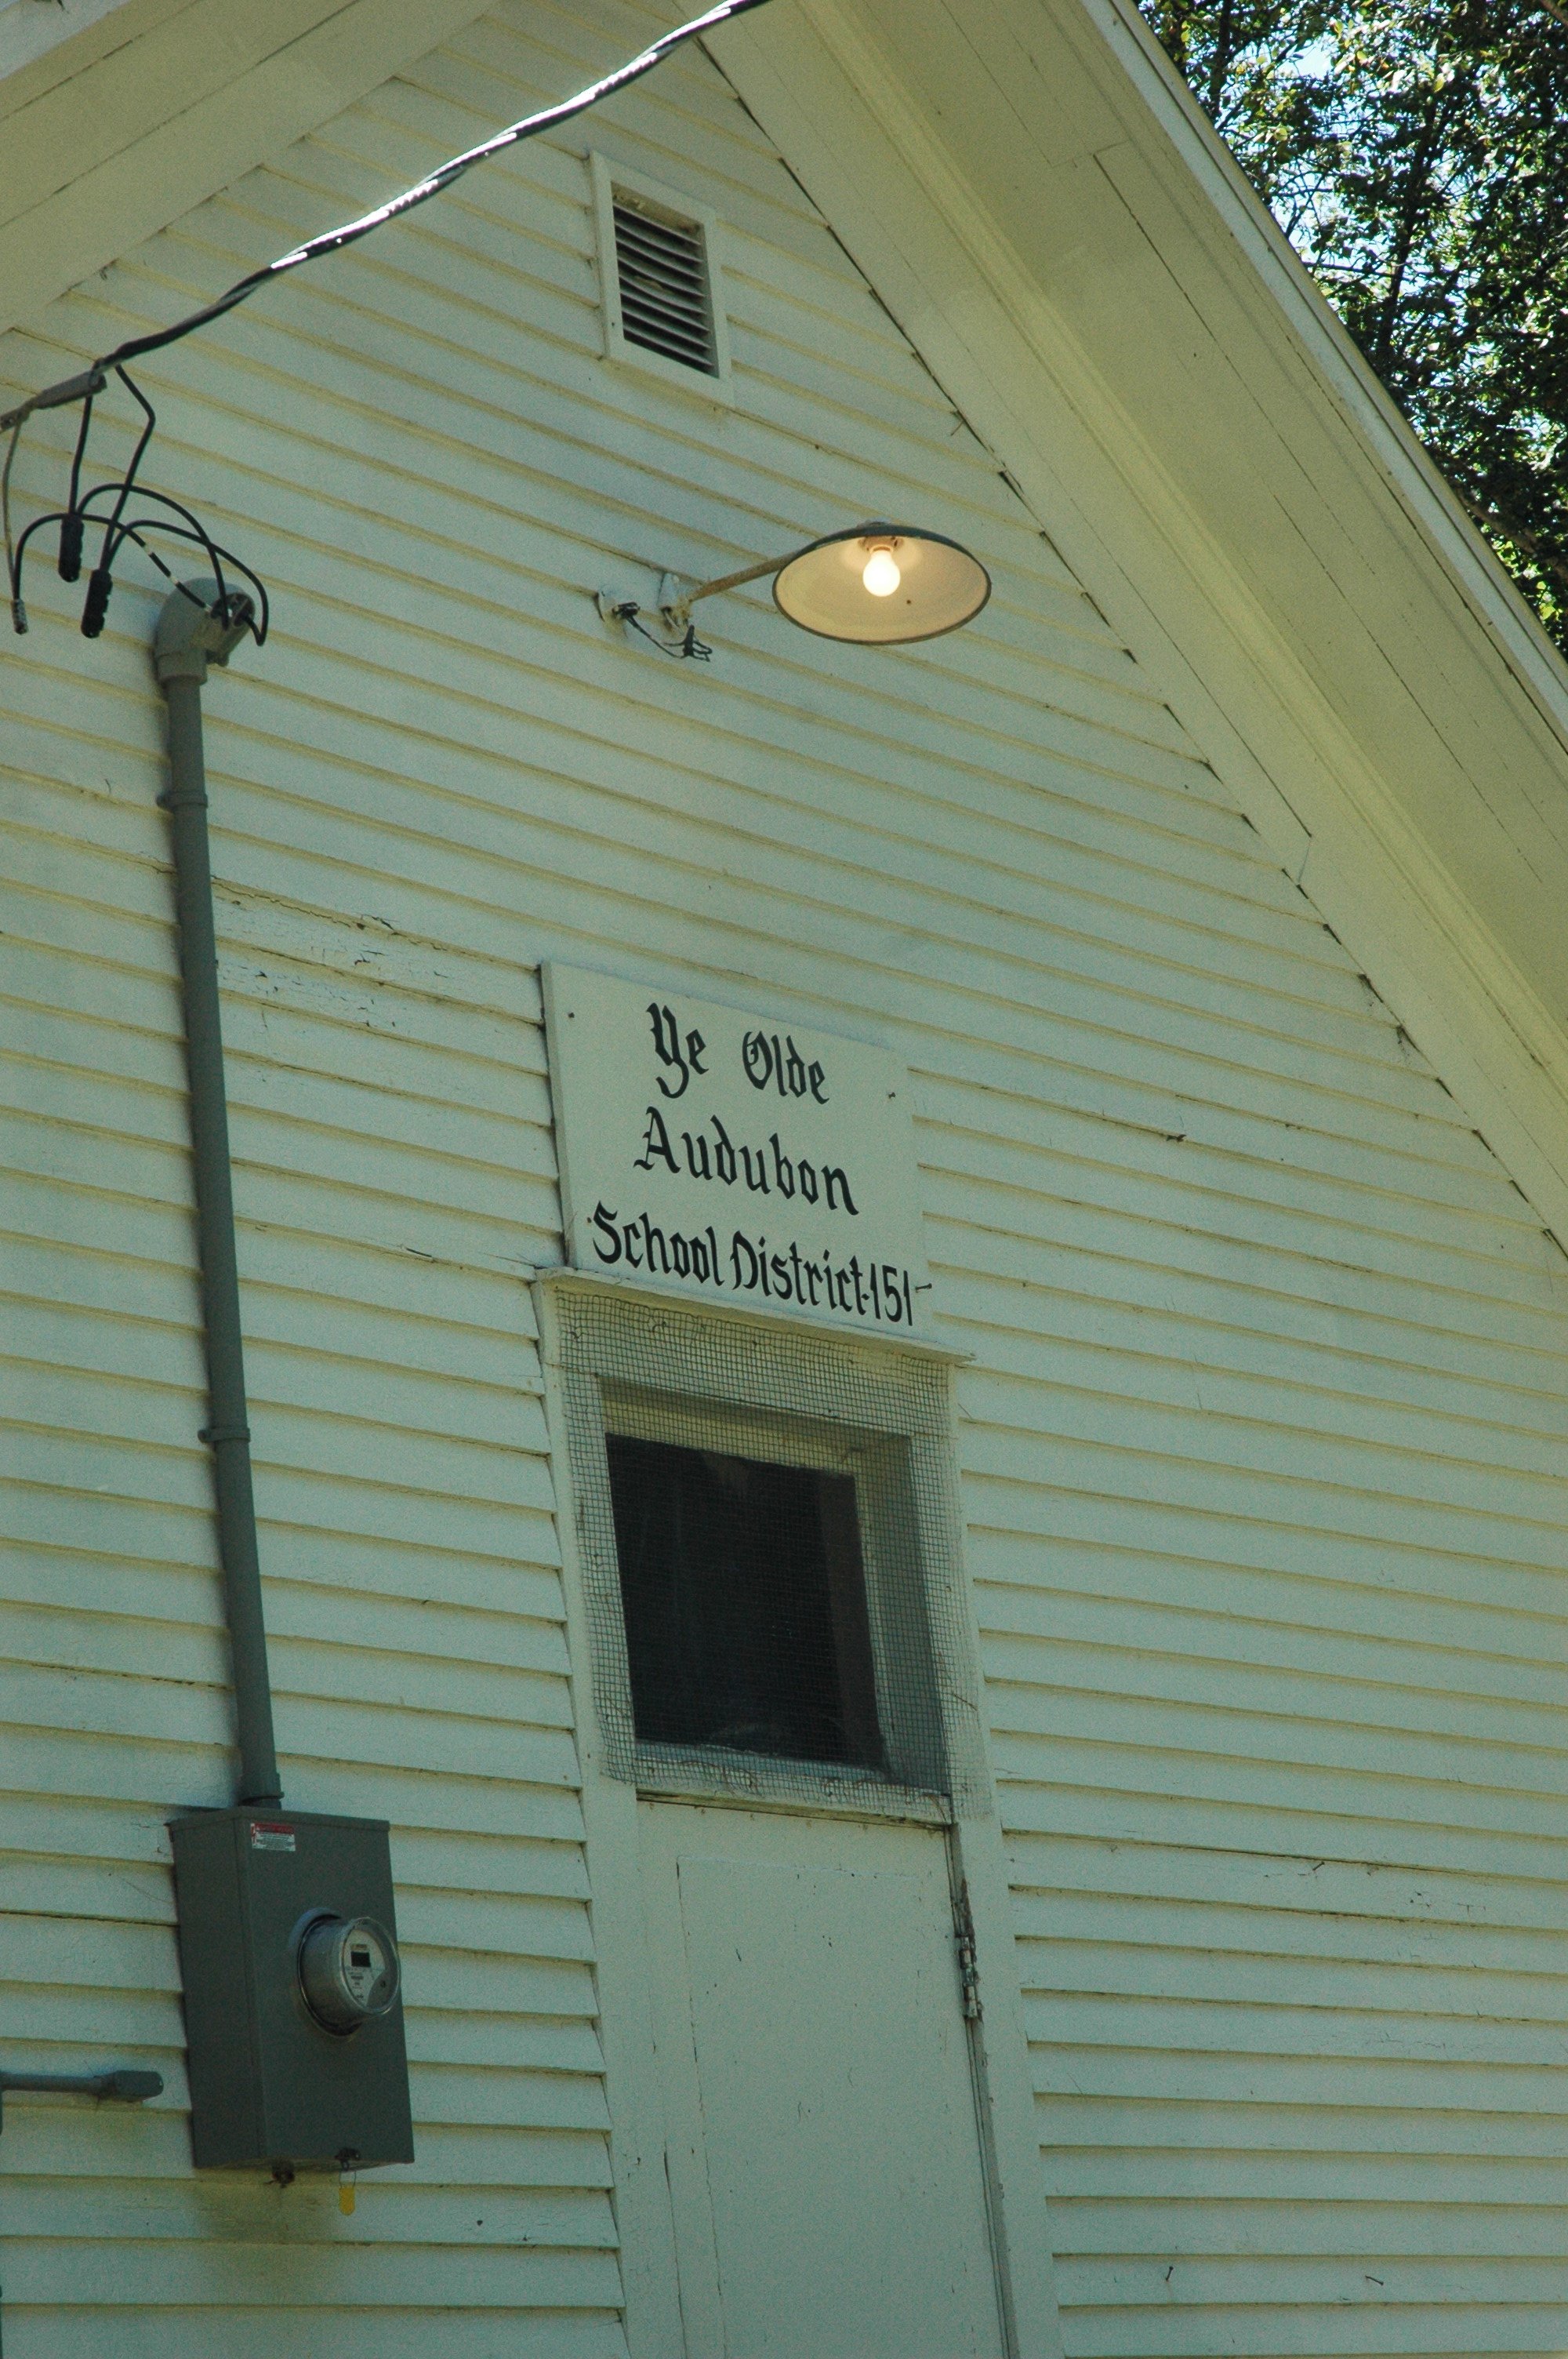 Ye Olde
Audubon
School District-151-